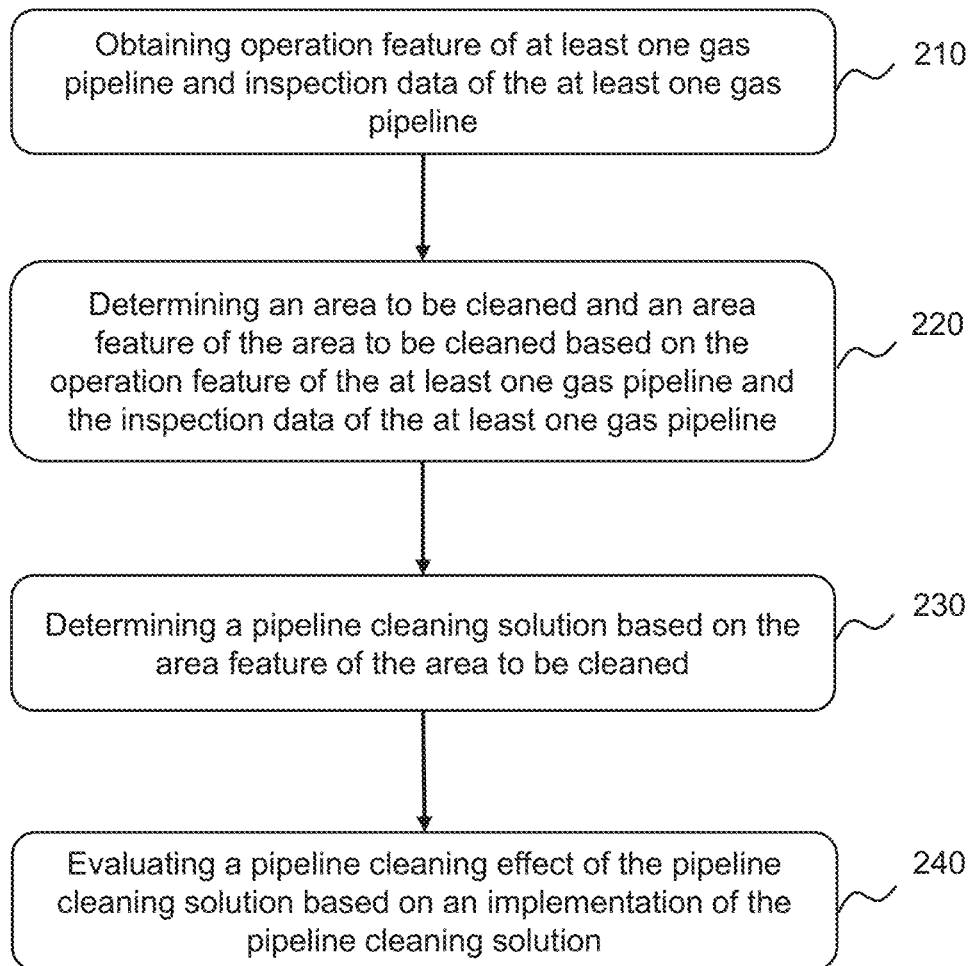 Obtaining operation feature of at least one gas
pipeline and inspection data of the at least one gas
pipeline
210
Determining an area to be cleaned and an area
feature of the area to be cleaned based on the
operation feature of the at least one gas pipeline and
the inspection data of the at least one gas pipeline
220
Determining a pipeline cleaning solution based on the
area feature of the area to be cleaned
230
Evaluating a pipeline cleaning effect of the pipeline
cleaning solution based on an implementation of the
pipeline cleaning solution
240